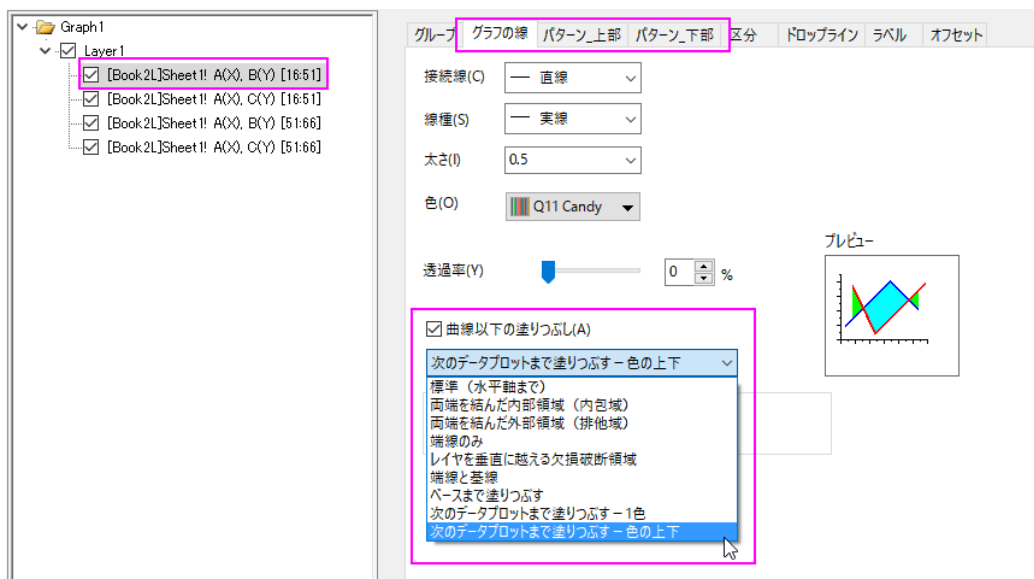 Graph1
Layer1
[Book2L]Sheet1! A(X), B(Y) [16:51]
[Book2L]Sheet1! A(X), C(Y) [16:51]
[Book2L]Sheet1! A(X), B(Y) [51:66]
[Book2L]Sheet1! A(X), C(Y) [51:66]
グループ グラフの線 パターン_上部 パターン_下部 区分 ドロップライン ラベル オフセット
接続線(C) 直線
線種(S) 実線
太さ(I) 0.5
色(O) Q11 Candy
透過率(Y) 0 %
プレビュー
曲線以下の塗りつぶし(A)
次のデータプロットまで塗りつぶす－色の上下
標準（水平軸まで）
両端を結んだ内部領域（内包域）
両端を結んだ外部領域（排他域）
端線のみ
レイヤを垂直に越える欠損破断領域
端線と基線
ベースまで塗りつぶす
次のデータプロットまで塗りつぶす－1色
次のデータプロットまで塗りつぶす－色の上下